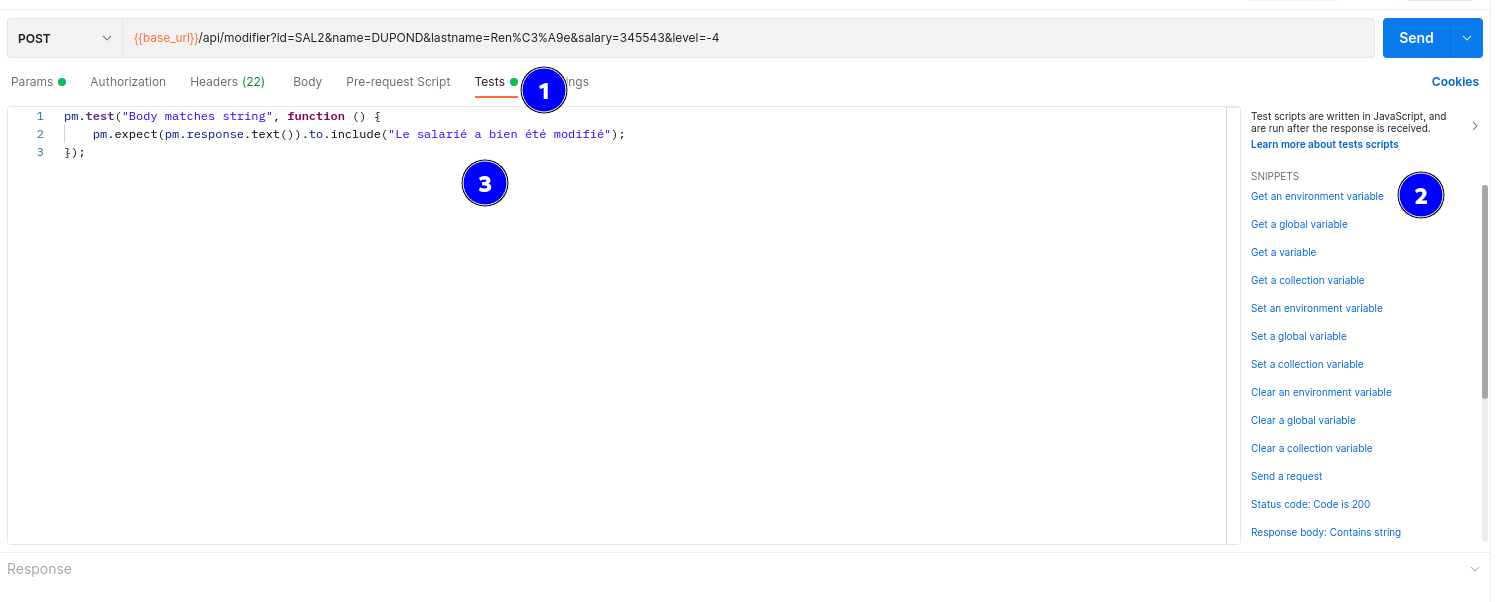 POST
{{base_url}}/api/modifier?id=SAL2&name=DUPOND&lastname=Ren%C3%A9e&salary=345543&level=-4
Send
Params
Authorization
Headers (22)
Body
Pre-request Script
Tests
1
ngs
Cookies
1 pm.test("Body matches string", function () {
2 pm.expect(pm.response.text()).to.include("Le salarié a bien été modifié");
3 });
3
Test scripts are written in JavaScript, and
are run after the response is received.
Learn more about tests scripts
SNIPPETS
2
Get an environment variable
Get a global variable
Get a variable
Get a collection variable
Set an environment variable
Set a global variable
Set a collection variable
Clear an environment variable
Clear a global variable
Clear a collection variable
Send a request
Status code: Code is 200
Response body: Contains string
Response